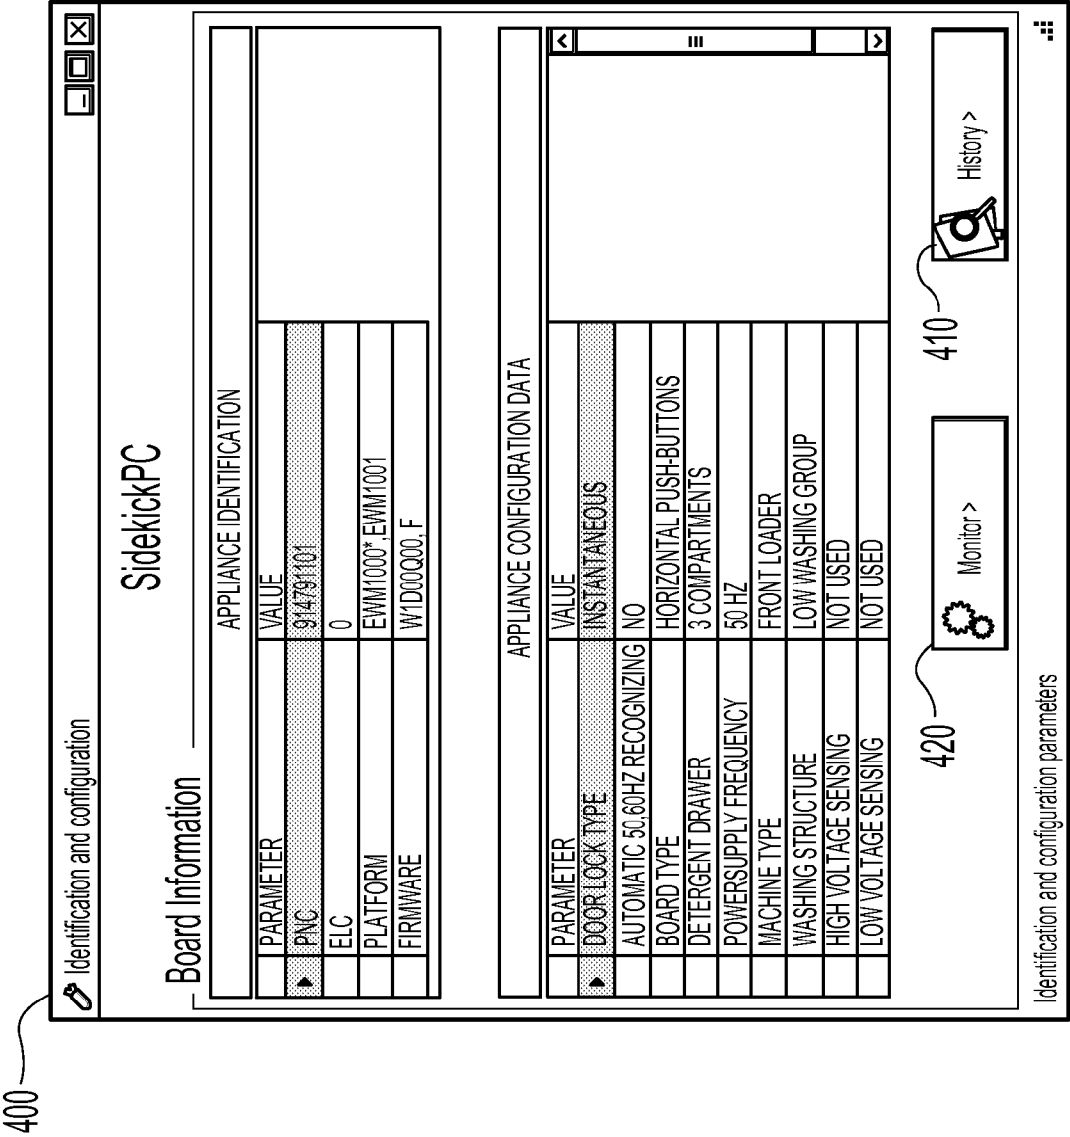 400
Identification and configuration
SidekickPC
Board Information
APPLIANCE IDENTIFICATION
PARAMETER VALUE
PNC 914791101
ELC 0
PLATFORM EWM1000*, EWM1001
FIRMWARE W1D00Q00, F
APPLIANCE CONFIGURATION DATA
PARAMETER VALUE
DOOR LOCK TYPE INSTANTANEOUS
AUTOMATIC 50,60HZ RECOGNIZING NO
BOARD TYPE HORIZONTAL PUSH-BUTTONS
DETERGENT DRAWER 3 COMPARTMENTS
POWERSUPPLY FREQUENCY 50 HZ
MACHINE TYPE FRONT LOADER
WASHING STRUCTURE LOW WASHING GROUP
HIGH VOLTAGE SENSING NOT USED
LOW VOLTAGE SENSING NOT USED
420
410
Monitor >
History >
Identification and configuration parameters